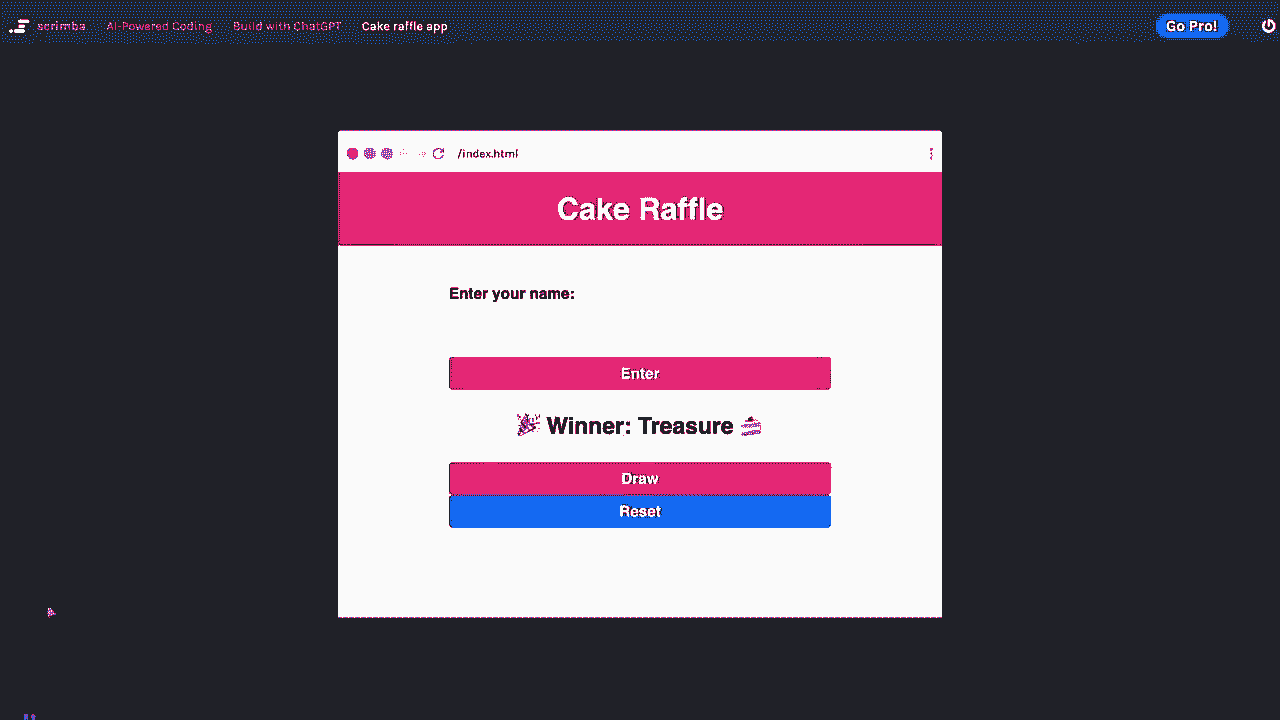 scrimba AI-Powered Coding Build with ChatGPT Cake raffle app Go Pro!
/index.html
Cake Raffle
Enter your name:
Enter
🎉 Winner: Treasure 🍰
Draw
Reset